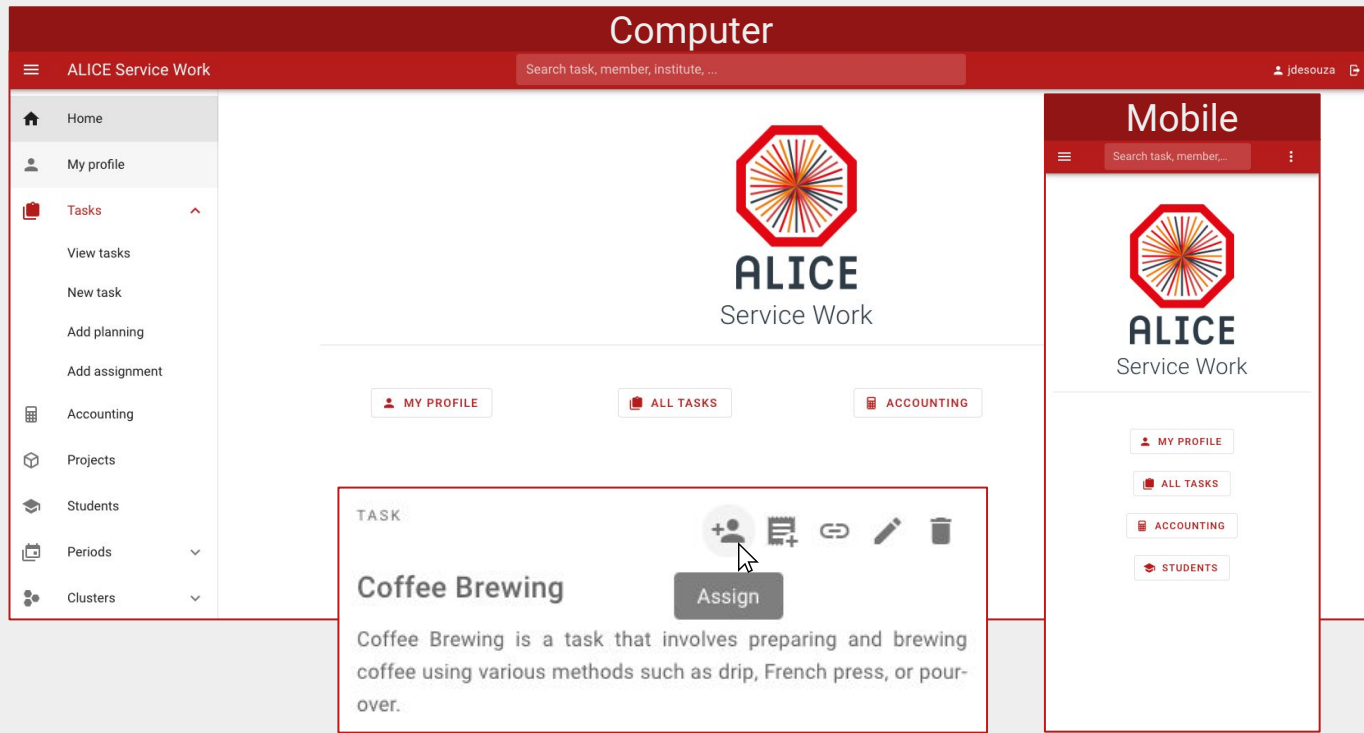 Computer
ALICE Service Work
Search task, member, institute, ...
jdesouza
Home
My profile
Tasks
View tasks
New task
Add planning
Add assignment
Accounting
Projects
Students
Periods
Clusters
ALICE
Service Work
MY PROFILE
ALL TASKS
ACCOUNTING
TASK
Assign
Coffee Brewing
Coffee Brewing is a task that involves preparing and brewing
coffee using various methods such as drip, French press, or pour-
over.
Mobile
Search task, member,...
ALICE
Service Work
MY PROFILE
ALL TASKS
ACCOUNTING
STUDENTS